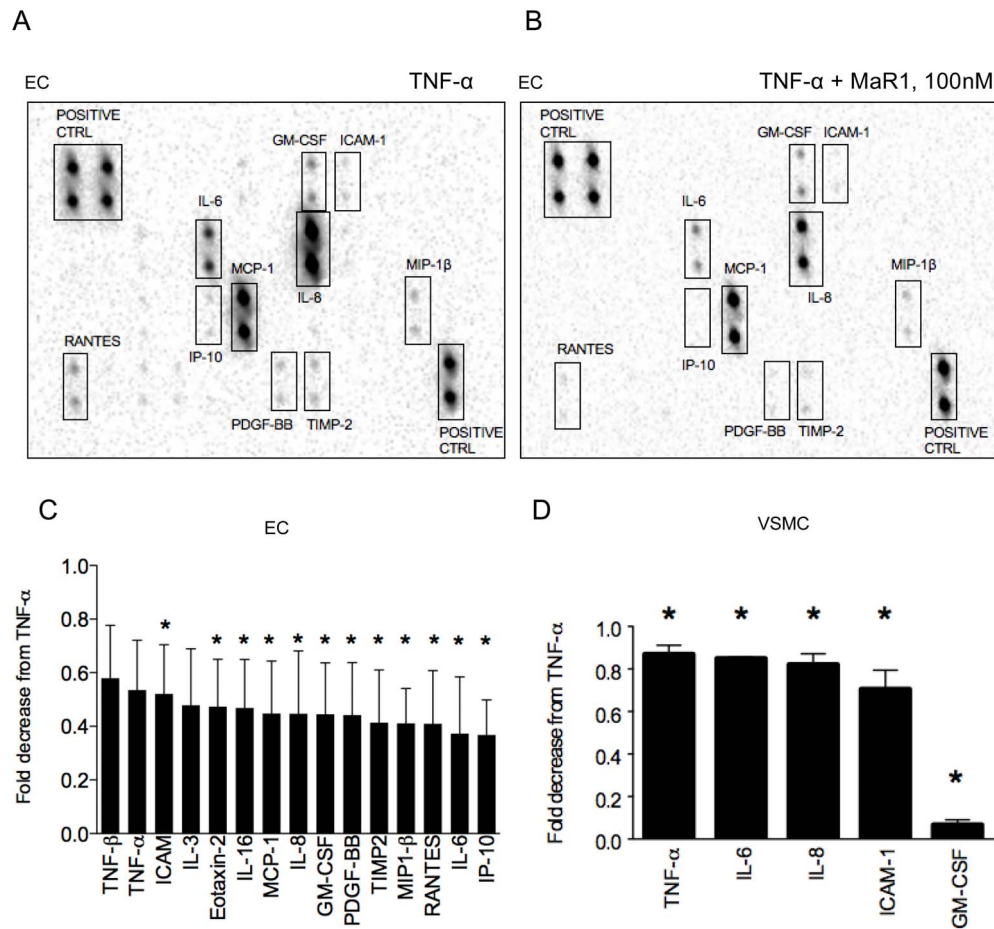 A
EC
TNF-α
POSITIVE
CTRL
GM-CSF
ICAM-1
IL-6
MCP-1
IL-8
MIP-1β
IP-10
RANTES
PDGF-BB
TIMP-2
POSITIVE
CTRL
B
EC
TNF-α + MaR1, 100nM
POSITIVE
CTRL
GM-CSF
ICAM-1
IL-6
MCP-1
IL-8
MIP-1β
IP-10
RANTES
PDGF-BB
TIMP-2
POSITIVE
CTRL
C
EC
Fold decrease from TNF-α
1.0
0.8
0.6
0.4
0.2
0.0
* * * * * * * * * * * *
TNF-β
TNF-α
ICAM
IL-3
Eotaxin-2
IL-16
MCP-1
IL-8
GM-CSF
PDGF-BB
TIMP2
MIP1-β
RANTES
IL-6
IP-10
D
VSMC
Fold decrease from TNF-α
1.0
0.8
0.6
0.4
0.2
0.0
* * * * *
TNF-α
IL-6
IL-8
ICAM-1
GM-CSF